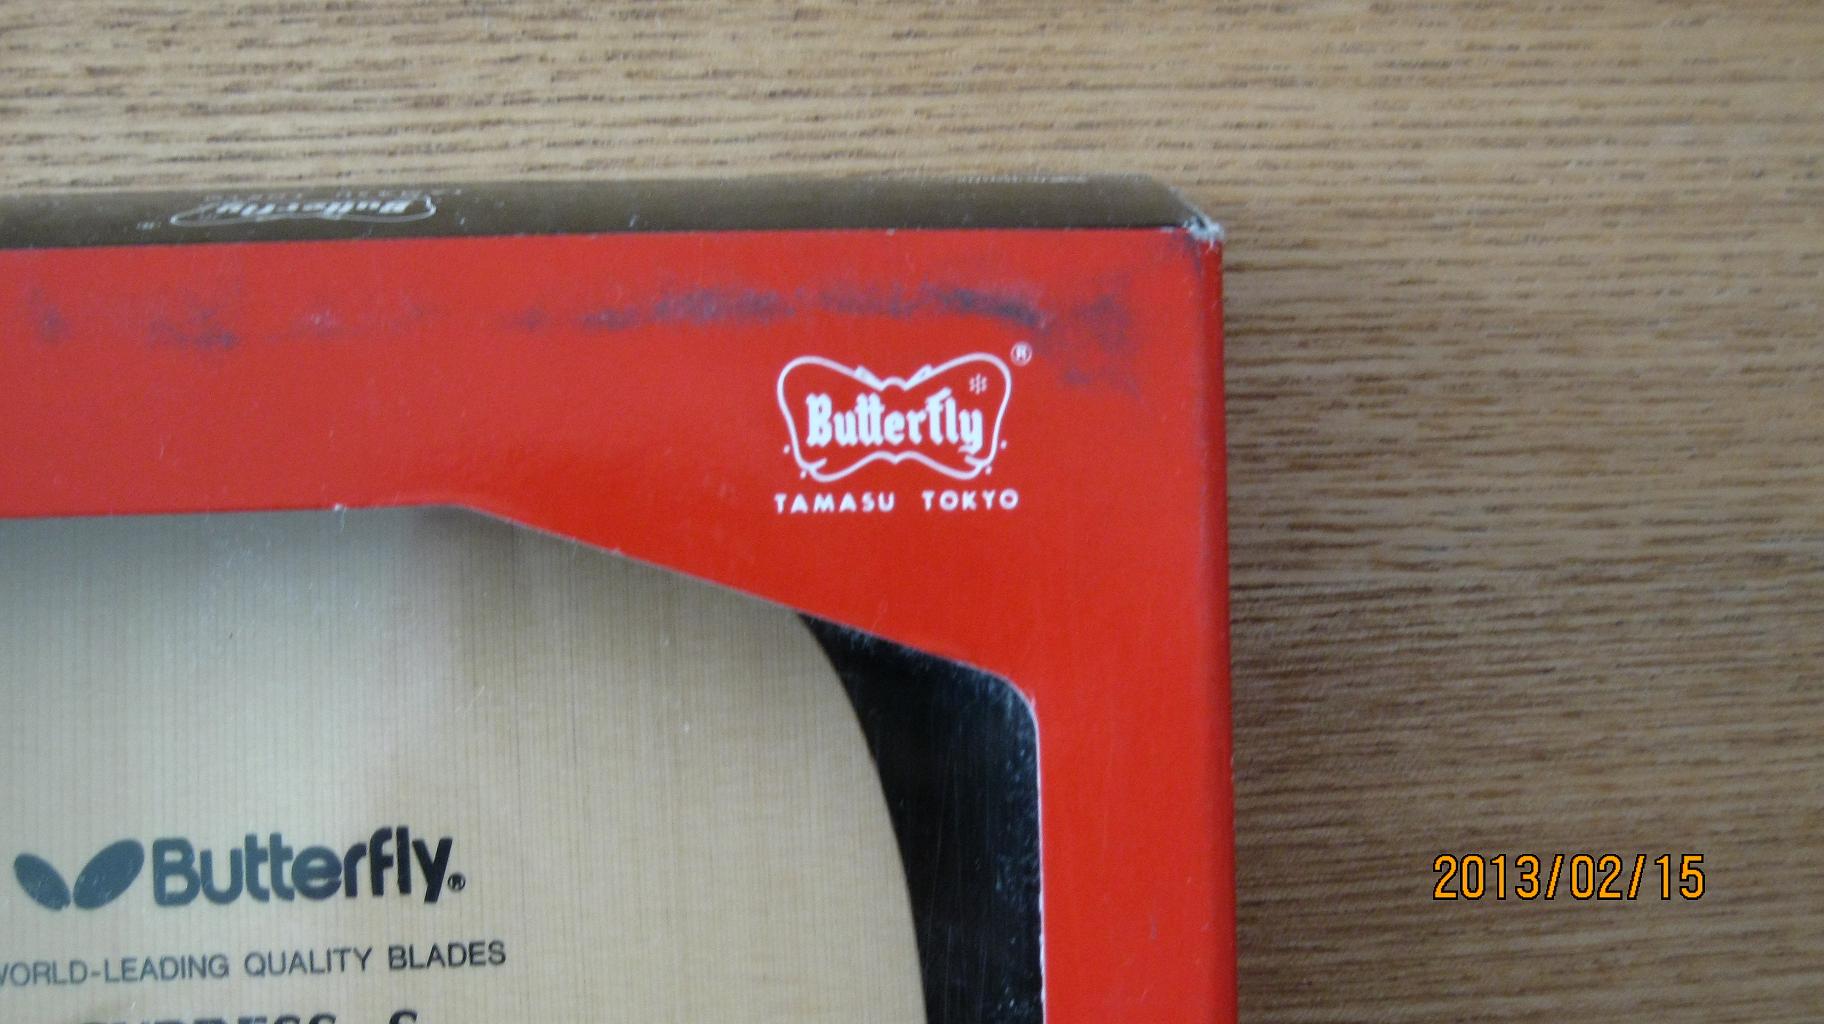 Butterfly
Butterfly ®
TAMASU TOKYO
Butterfly®
WORLD-LEADING QUALITY BLADES
2013/02/15